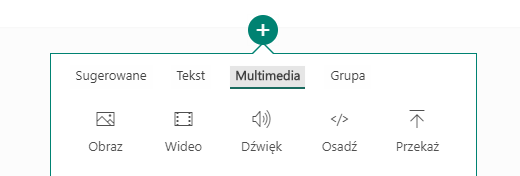 Sugerowane Tekst Multimedia Grupa
Obraz Wideo Dźwięk Osadź Przekaż